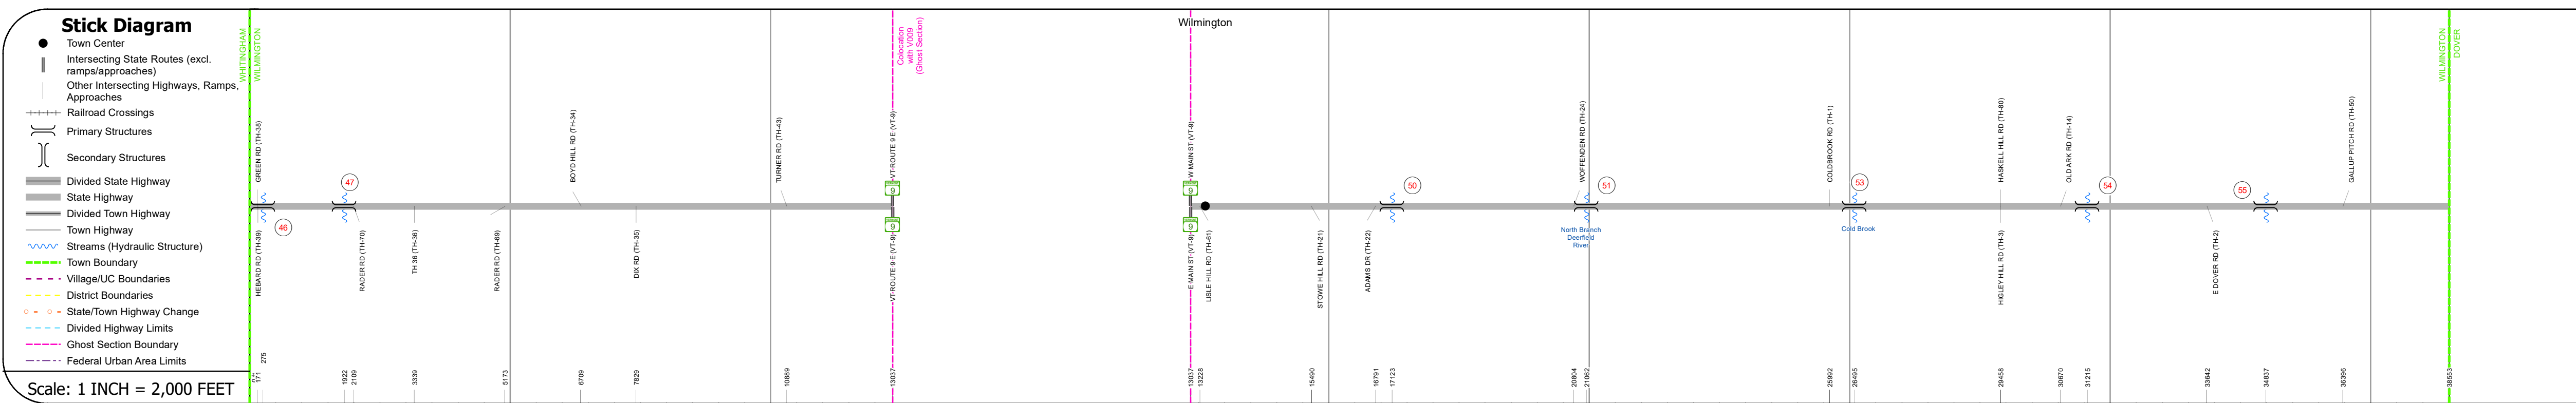 Stick Diagram
Town Center
Intersecting State Routes (excl.
ramps/approaches)
Other Intersecting Highways, Ramps,
Approaches
Railroad Crossings
Primary Structures
Secondary Structures
Divided State Highway
State Highway
Divided Town Highway
Town Highway
Streams (Hydraulic Structure)
Town Boundary
Village/UC Boundaries
District Boundaries
State/Town Highway Change
Divided Highway Limits
Ghost Section Boundary
Federal Urban Area Limits
Scale: 1 INCH = 2,000 FEET
WHITINGHAM
WILMINGTON
Colocation
with V009
(Ghost Section)
Wilmington
WILMINGTON
DOVER
GREEN RD (TH-38)
BOYD HILL RD (TH-34)
TURNER RD (TH-43)
VT ROUTE 9 E (VT-9)
W MAIN ST (VT-9)
WOFFENDEN RD (TH-24)
COLDBROOK RD (TH-1)
HASKELL HILL RD (TH-80)
OLD ARK RD (TH-14)
GALLUP PITCH RD (TH-50)
46
47
9
9
9
9
50
51
53
54
55
North Branch
Deerfield
River
Cold Brook
HEBARD RD (TH-39)
RADER RD (TH-70)
TH 36 (TH-36)
RADER RD (TH-69)
DIX RD (TH-35)
VT ROUTE 9 E (VT-9)
E MAIN ST (VT-9)
LISLE HILL RD (TH-61)
STOWE HILL RD (TH-21)
ADAMS DR (TH-22)
HIGLEY HILL RD (TH-3)
E DOVER RD (TH-2)
171
275
1922
2109
3339
5173
6709
7829
10889
13037
13037
13228
15490
16791
17123
20804
21062
25992
26495
29458
30670
31215
33642
34837
36396
38553